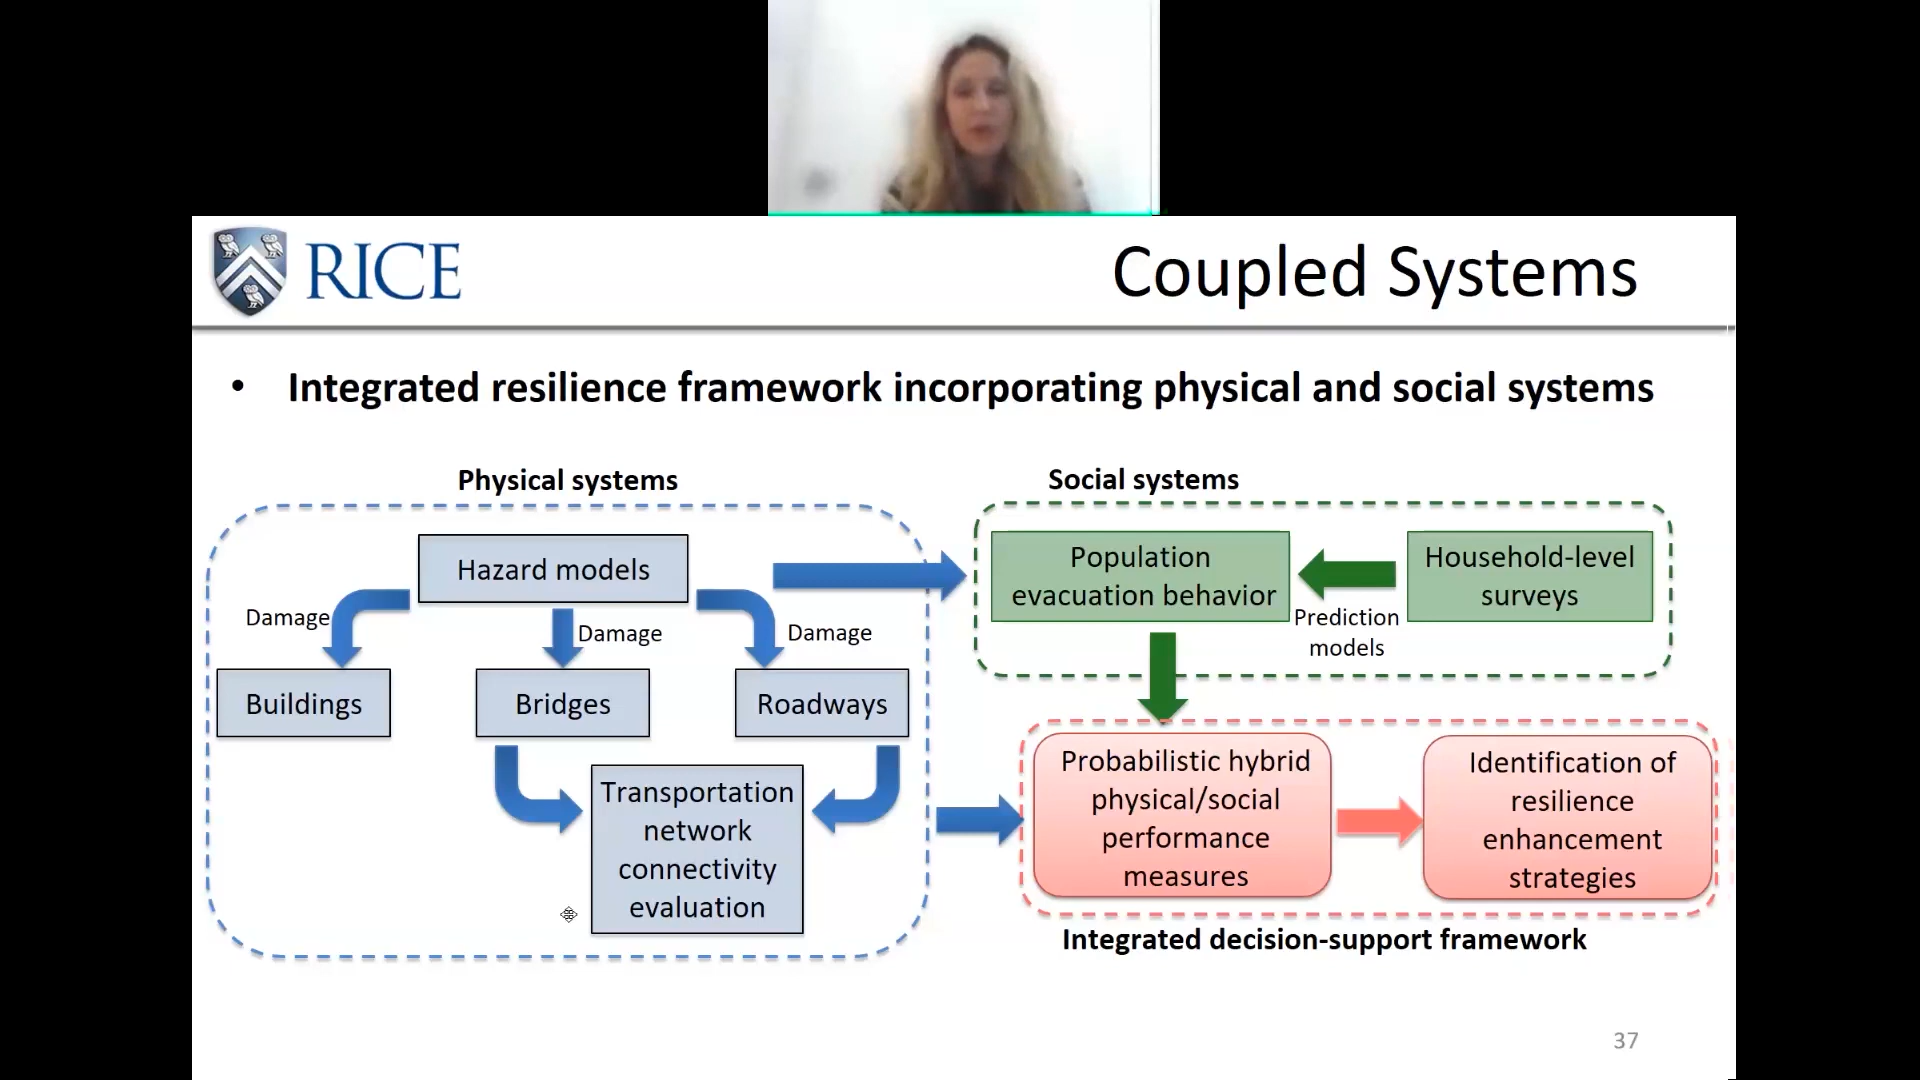 RICE
Coupled Systems
• Integrated resilience framework incorporating physical and social systems
Physical systems
Hazard models
Damage
Damage
Damage
Buildings
Bridges
Roadways
Transportation
network
connectivity
evaluation
Social systems
Population
evacuation behavior
Household-level
surveys
Prediction
models
Probabilistic hybrid
physical/social
performance
measures
Identification of
resilience
enhancement
strategies
Integrated decision-support framework
37